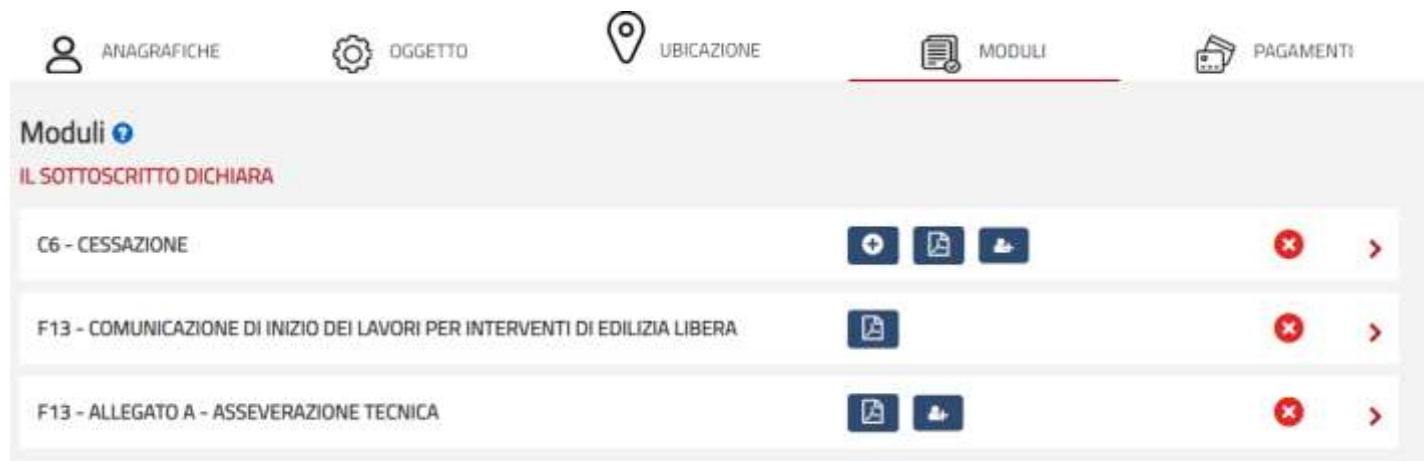 ANAGRAFICHE OGGETTO UBICAZIONE MODULI PAGAMENTI
Moduli ?
IL SOTTOSCRITTO DICHIARA
C6 - CESSAZIONE
F13 - COMUNICAZIONE DI INIZIO DEI LAVORI PER INTERVENTI DI EDILIZIA LIBERA
F13 - ALLEGATO A - ASSEVERAZIONE TECNICA